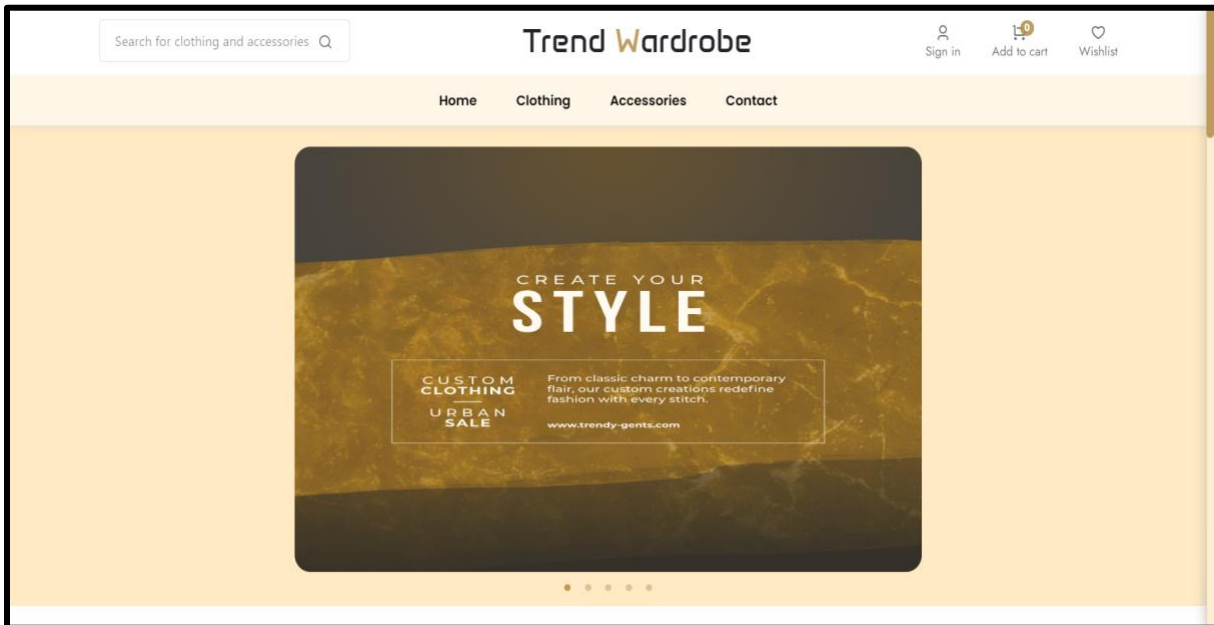 Search for clothing and accessories
Trend Wardrobe
0
Sign in
Add to cart
Wishlist
Home
Clothing
Accessories
Contact
CREATE YOUR
STYLE
CUSTOM
CLOTHING
URBAN
SALE
From classic charm to contemporary
flair, our custom creations redefine
fashion with every stitch.
www.trendy-gents.com